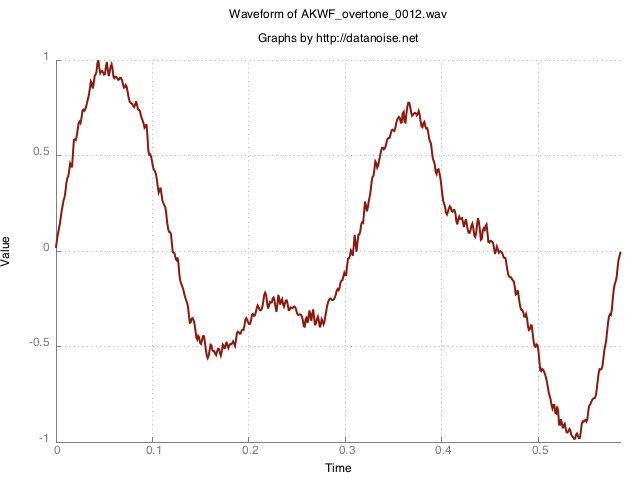 Waveform of AKWF_overtone_0012.wav
Graphs by http://datanoise.net
1
0.5
0
-0.5
-1
Value
0 0.1 0.2 0.3 0.4 0.5
Time